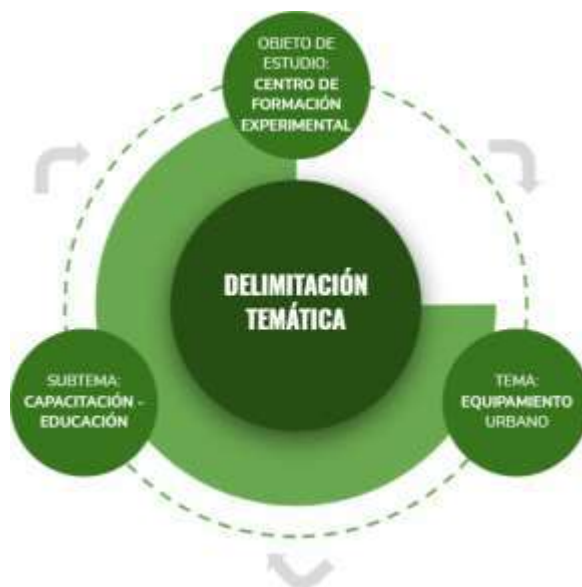 OBJETO DE
ESTUDIO:
CENTRO DE
FORMACIÓN
EXPERIMENTAL
DELIMITACIÓN
TEMÁTICA
SUBTEMA:
CAPACITACIÓN -
EDUCACIÓN
TEMA:
EQUIPAMIENTO
URBANO